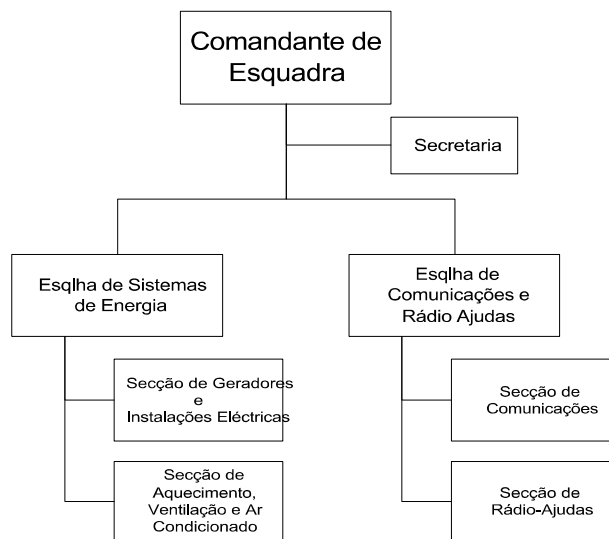 Comandante de
Esquadra
Secretaria
Esqlha de Sistemas
de Energia
Esqlha de
Comunicações e
Rádio Ajudas
Secção de Geradores
e
Instalações Eléctricas
Secção de
Comunicações
Secção de
Aquecimento,
Ventilação e Ar
Condicionado
Secção de
Rádio-Ajudas